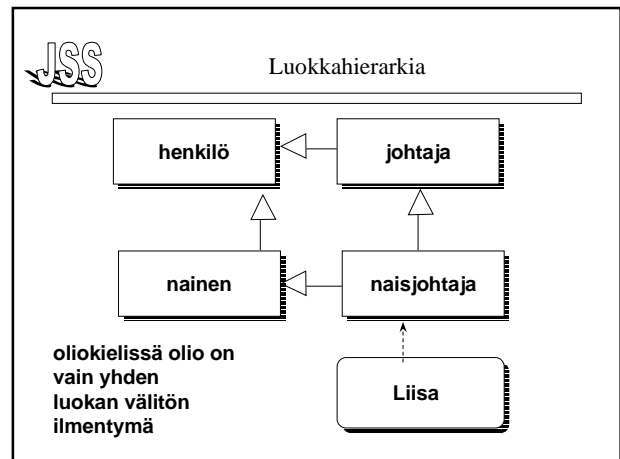 JSS
Luokkahierarkia
henkilö
johtaja
nainen
naisjohtaja
oliokielissä olio on
vain yhden
luokan välitön
ilmentymä
Liisa